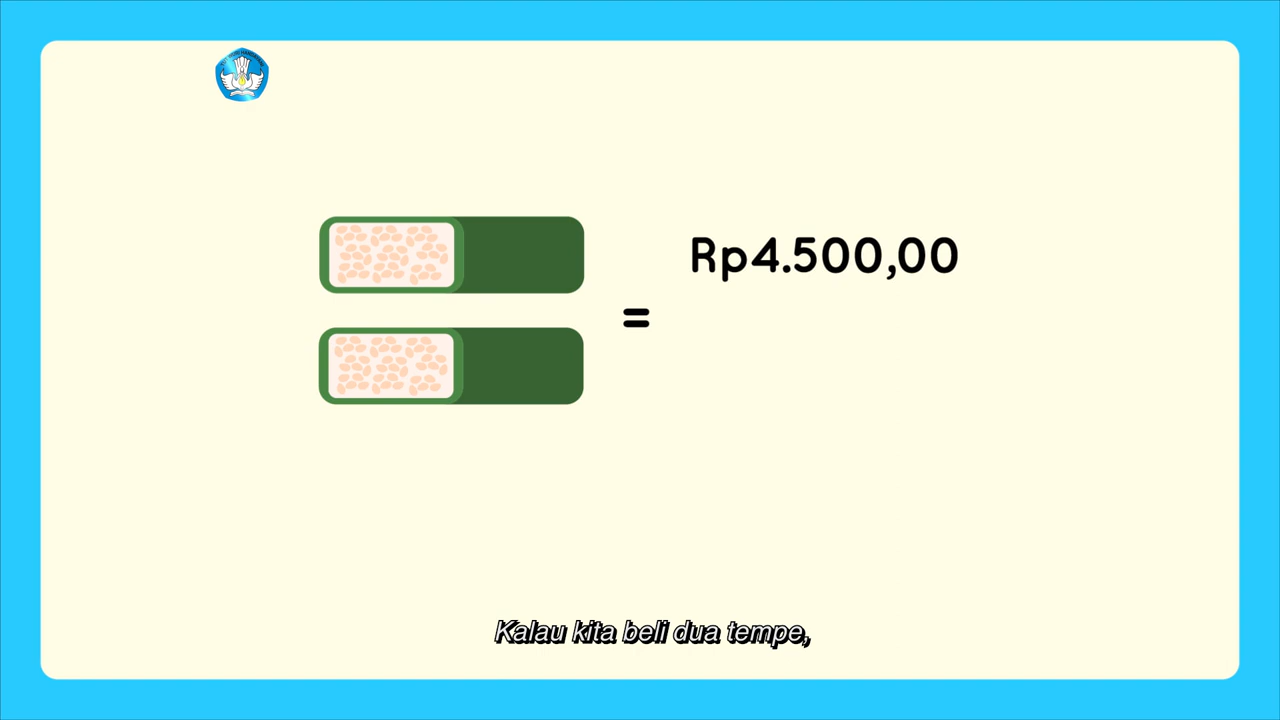 Rp4.500,00
=
Kalau kita beli dua tempe,